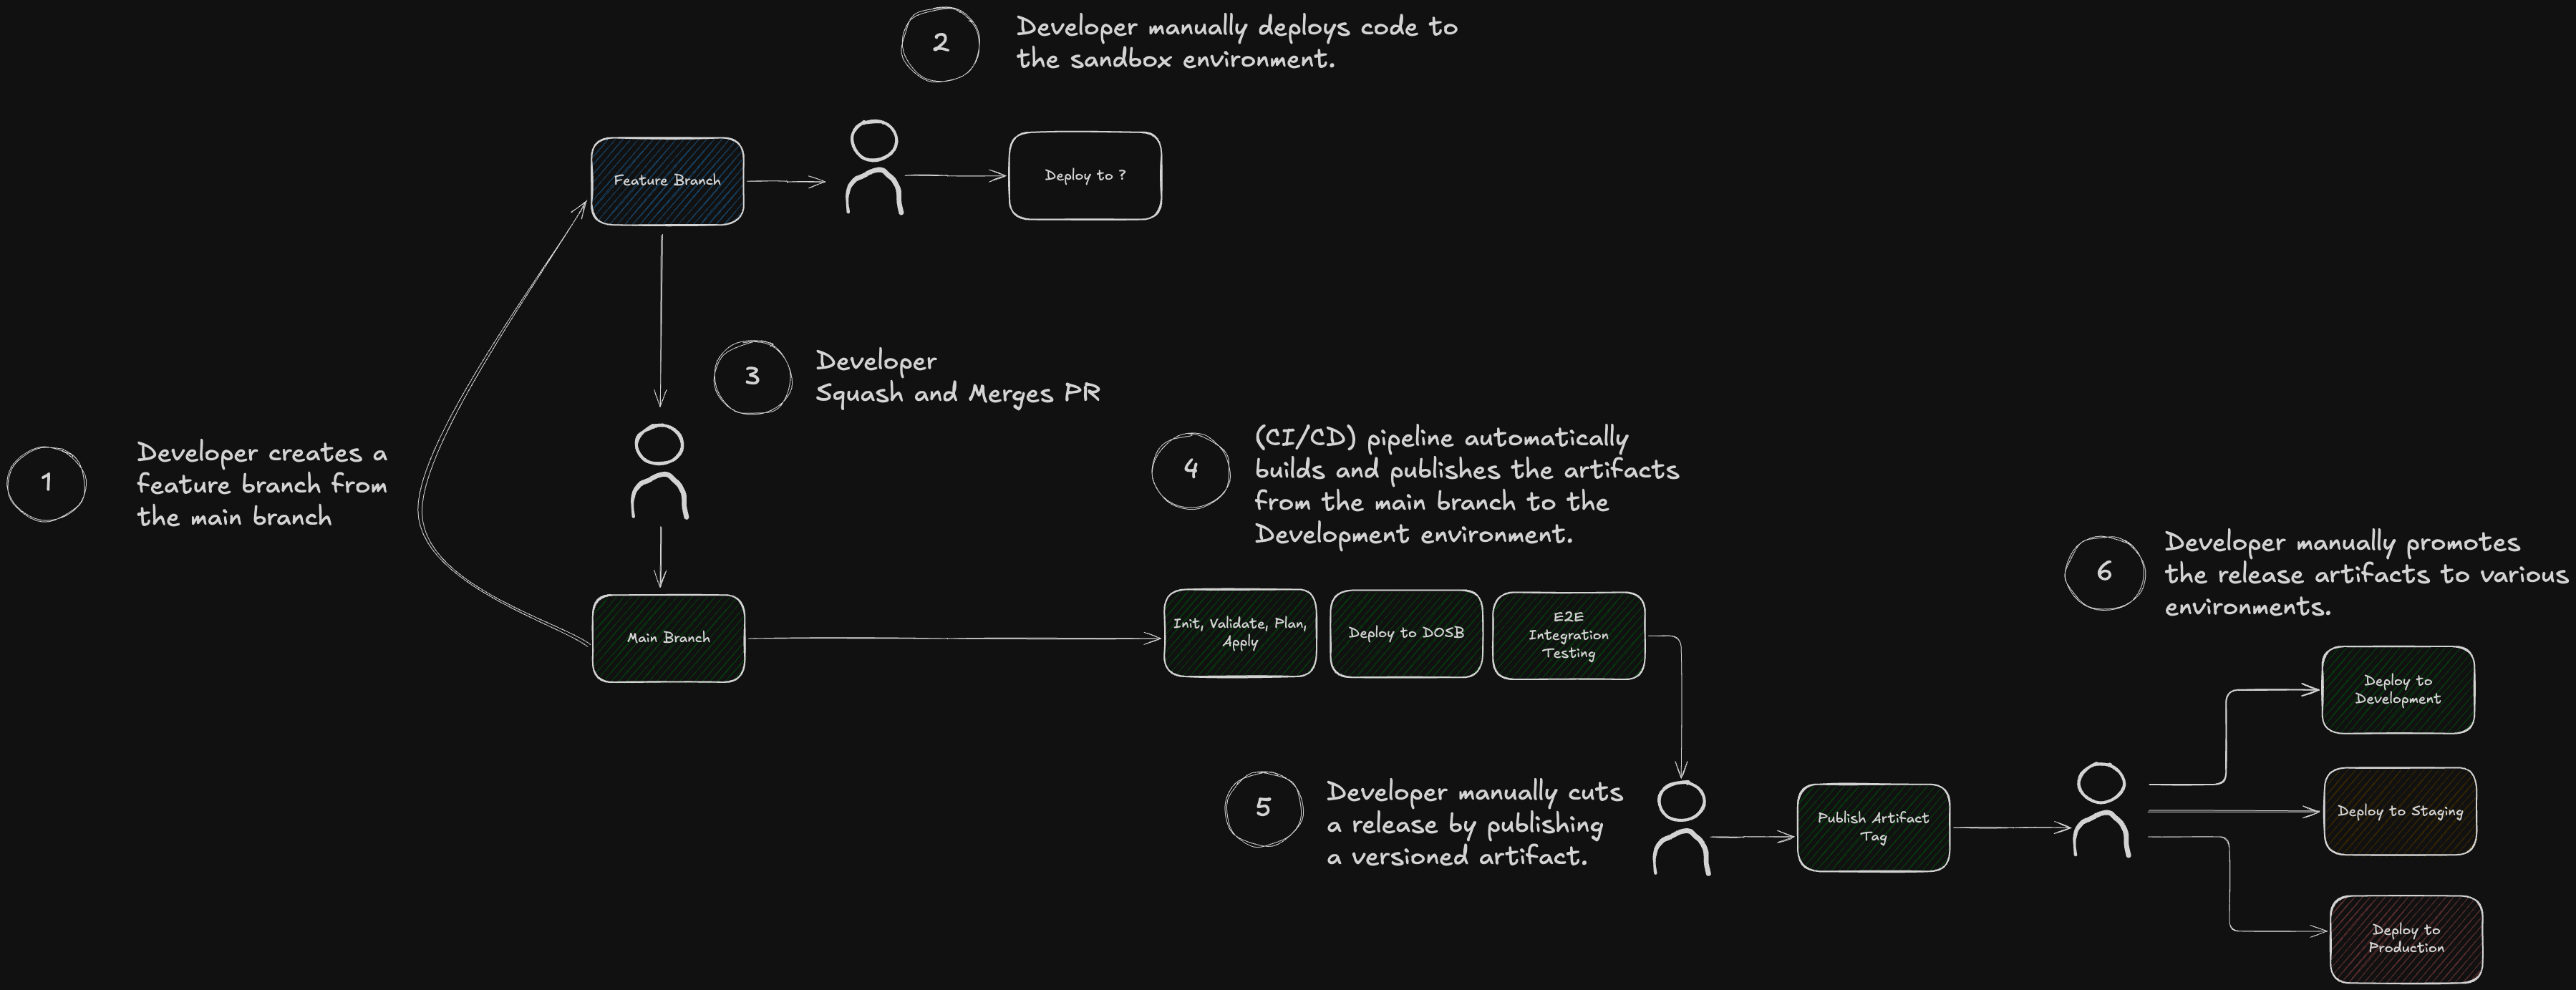 2
Developer manually deploys code to
the sandbox environment.
Feature Branch
Deploy to ?
3
Developer
Squash and Merges PR
1
Developer creates a
feature branch from
the main branch
4
(CI/CD) pipeline automatically
builds and publishes the artifacts
from the main branch to the
Development environment.
6
Developer manually promotes
the release artifacts to various
environments.
Main Branch
Init, Validate, Plan,
Apply
Deploy to DOSB
E2E
Integration
Testing
Deploy to
Development
5
Developer manually cuts
a release by publishing
a versioned artifact.
Publish Artifact
Tag
Deploy to Staging
Deploy to
Production